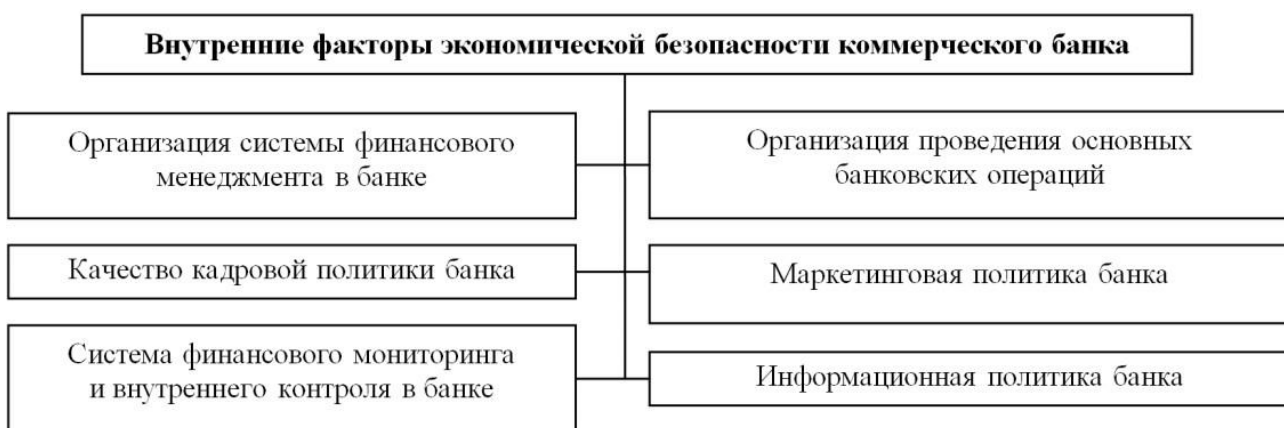 Внутренние факторы экономической безопасности коммерческого банка
Организация системы финансового
менеджмента в банке
Организация проведения основных
банковских операций
Качество кадровой политики банка
Маркетинговая политика банка
Система финансового мониторинга
и внутреннего контроля в банке
Информационная политика банка